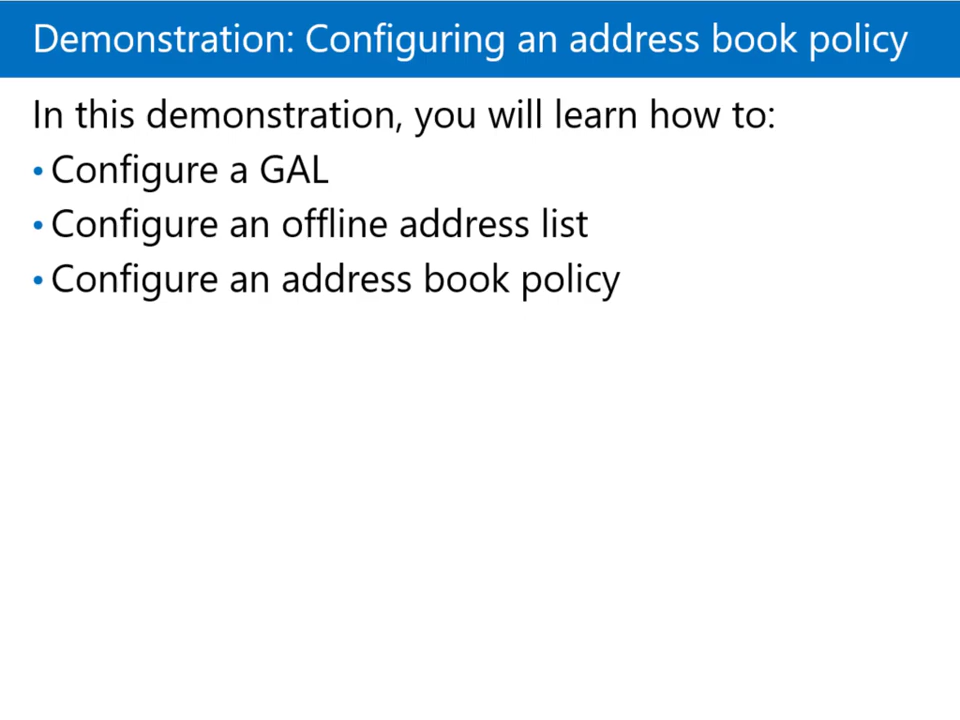 Demonstration: Configuring an address book policy
In this demonstration, you will learn how to:
• Configure a GAL
• Configure an offline address list
• Configure an address book policy